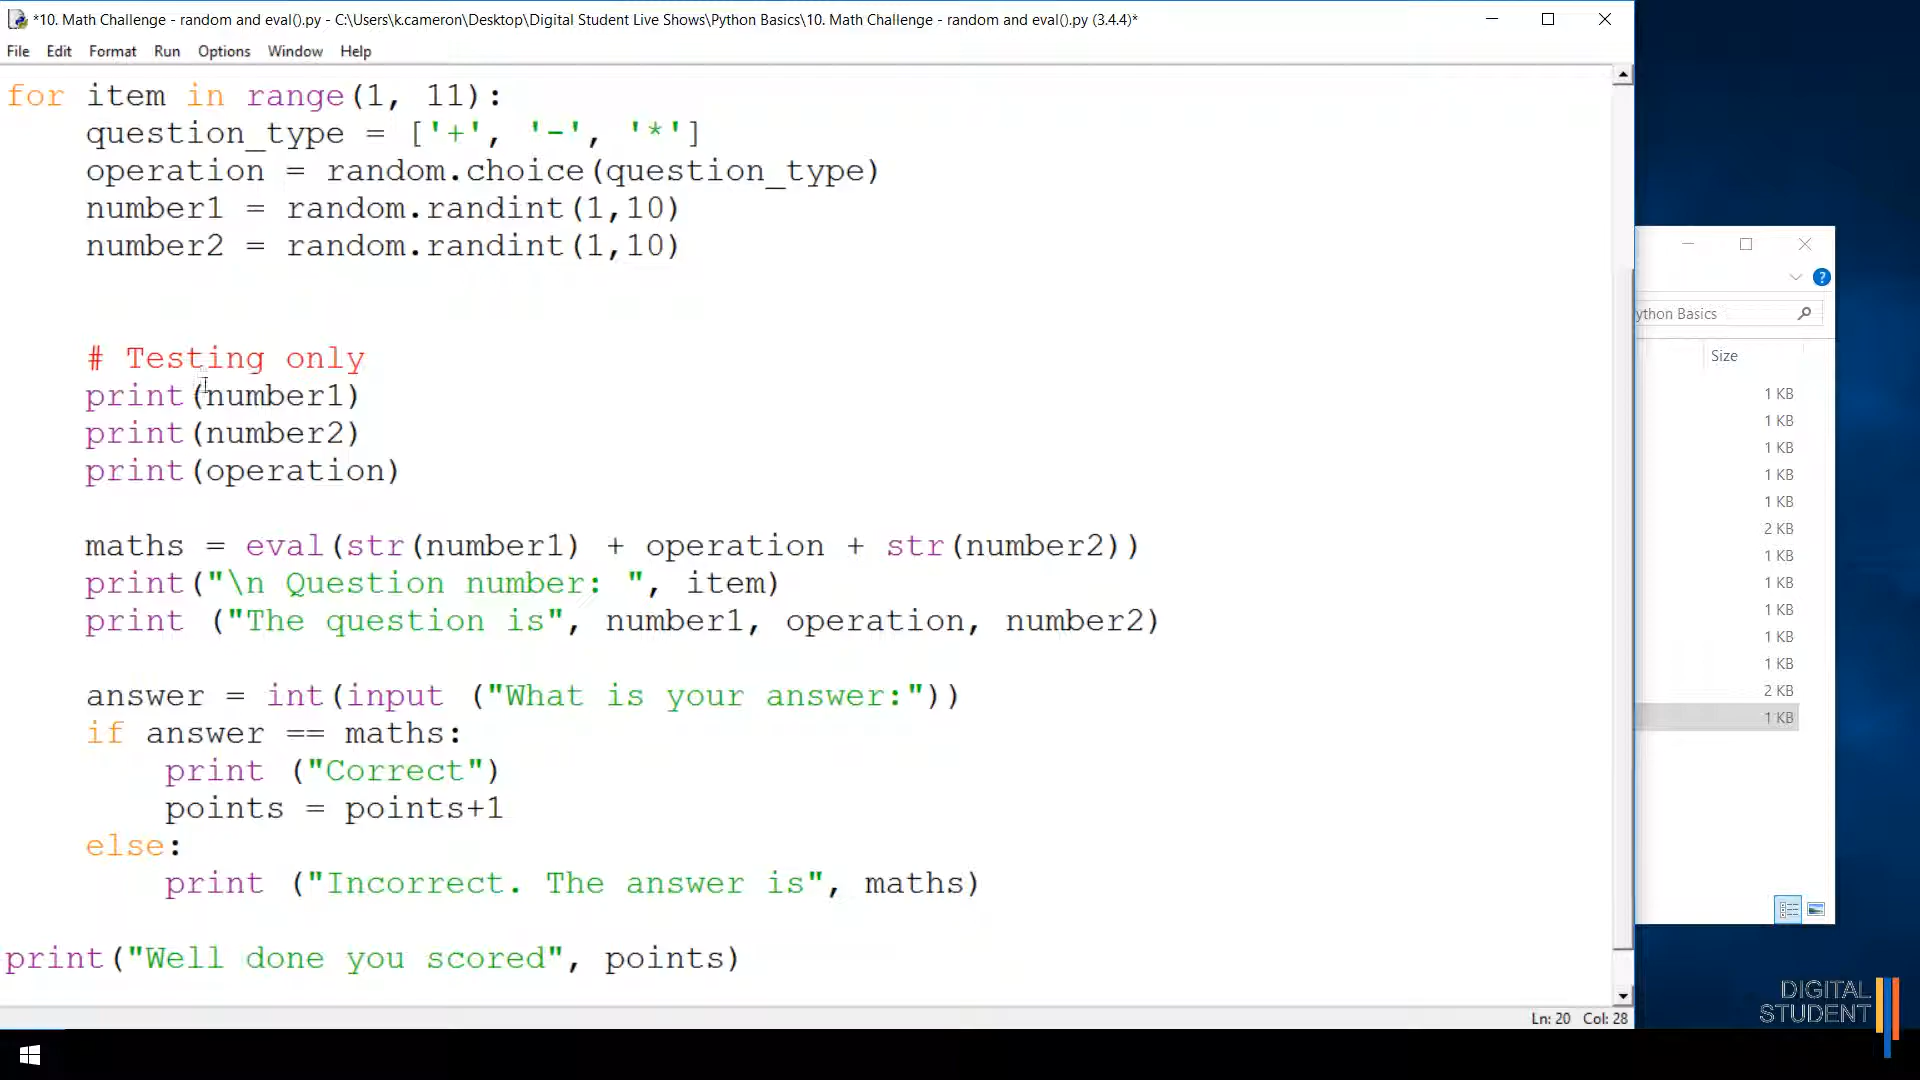 *10. Math Challenge - random and eval().py - C:\Users\k.cameron\Desktop\Digital Student Live Shows\Python Basics\10. Math Challenge - random and eval().py (3.4.4)*
File Edit Format Run Options Window Help
for item in range(1, 11):
    question_type = ['+', '-', '*']
    operation = random.choice(question_type)
    number1 = random.randint(1,10)
    number2 = random.randint(1,10)
    # Testing only
    print(number1)
    print(number2)
    print(operation)
    maths = eval(str(number1) + operation + str(number2))
    print("\n Question number: ", item)
    print ("The question is", number1, operation, number2)
    answer = int(input ("What is your answer:"))
    if answer == maths:
        print ("Correct")
        points = points+1
    else:
        print ("Incorrect. The answer is", maths)
print("Well done you scored", points)
Ln: 20 Col: 28
?
ython Basics
Size
1 KB
1 KB
1 KB
1 KB
1 KB
2 KB
1 KB
1 KB
1 KB
1 KB
1 KB
2 KB
1 KB
DIGITAL
STUDENT